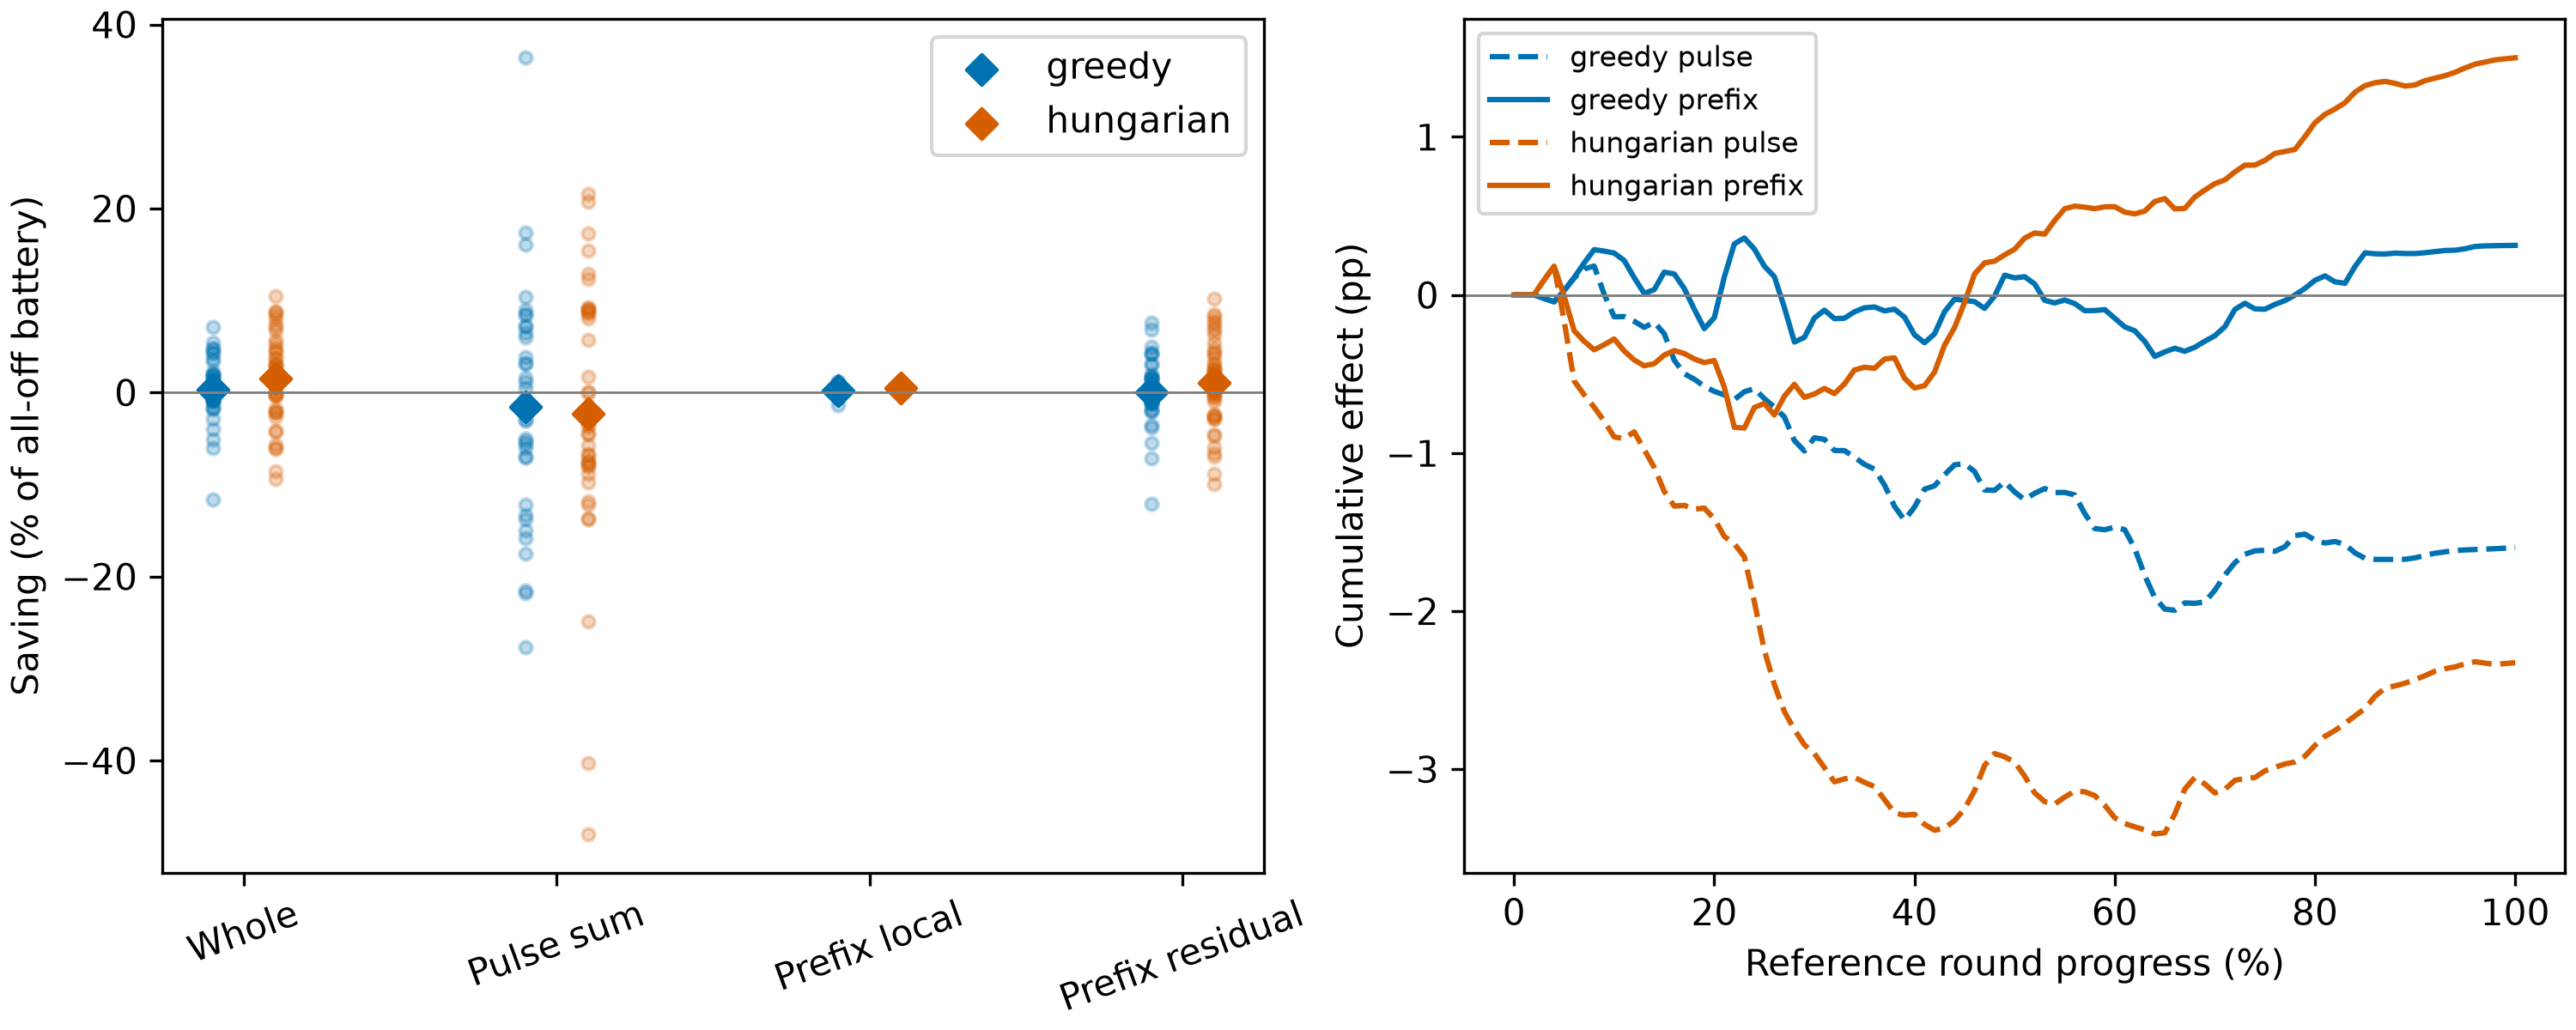 Saving (% of all-off battery)
40
20
0
−20
−40
greedy
hungarian
Whole
Pulse sum
Prefix local
Prefix residual
Cumulative effect (pp)
1
0
−1
−2
−3
greedy pulse
greedy prefix
hungarian pulse
hungarian prefix
0 20 40 60 80 100
Reference round progress (%)